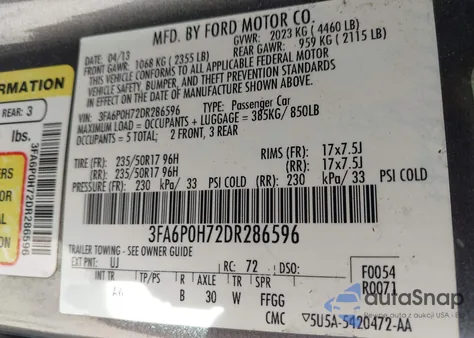 MFD. BY FORD MOTOR CO.
DATE: 04/13 GVWR: 2023 KG ( 4460 LB)
FRONT GAWR: 1068 KG ( 2355 LB) REAR GAWR: 959 KG ( 2115 LB)
THIS VEHICLE CONFORMS TO ALL APPLICABLE FEDERAL MOTOR
VEHICLE SAFETY, BUMPER, AND THEFT PREVENTION STANDARDS IN
EFFECT ON THE DATE OF MANUFACTURE SHOWN ABOVE.
VIN: 3FA6P0H72DR286596 TYPE: Passenger Car
MAXIMUM LOAD = OCCUPANTS + LUGGAGE = 385KG/ 850LB
OCCUPANTS = 5 TOTAL; 2 FRONT, 3 REAR
TIRE (FR): 235/50R17 96H RIMS (FR): 17x7.5J
(RR): 235/50R17 96H (RR): 17x7.5J
PRESSURE (FR): 230 kPa/ 33 PSI COLD (RR): 230 kPa/ 33 PSI COLD
3FA6P0H72DR286596
TRAILER TOWING - SEE OWNER GUIDE
EXT PNT: UJ RC: 72 DSO: F0054
R0071
INT TR TP/PS R AXLE TR SPR
B 30 W FFGG
CMC 5U5A-5420472-AA
ORMATION
REAR: 3
lbs.
3FA6P0H72DR286596
autoSnap